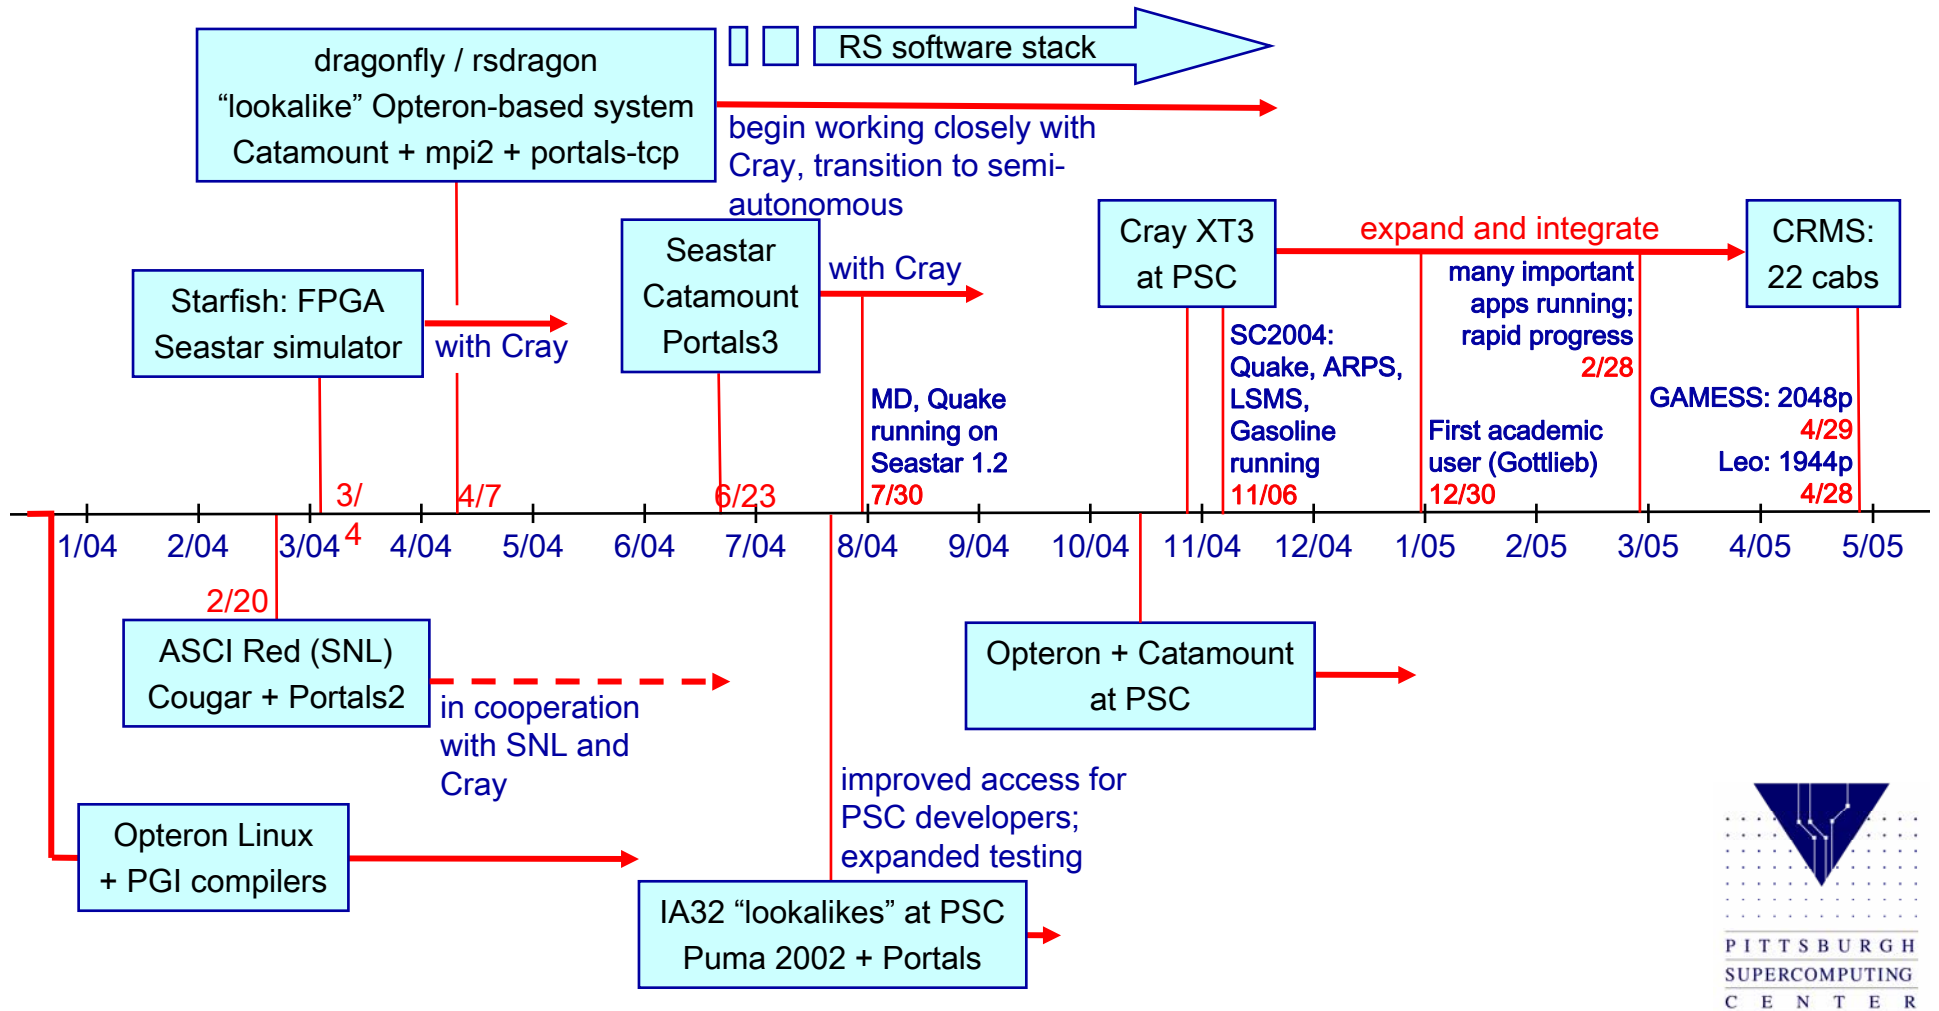 dragonfly / rsdragon
“lookalike” Opteron-based system
Catamount + mpi2 + portals-tcp
RS software stack
begin working closely with
Cray, transition to semi-
autonomous
Starfish: FPGA
Seastar simulator
with Cray
Seastar
Catamount
Portals3
with Cray
MD, Quake
running on
Seastar 1.2
7/30
Cray XT3
at PSC
expand and integrate
CRMS:
22 cabs
SC2004:
Quake, ARPS,
LSMS,
Gasoline
running
11/06
many important
apps running;
rapid progress
2/28
First academic
user (Gottlieb)
12/30
GAMESS: 2048p
4/29
Leo: 1944p
4/28
3/
4
4/7
6/23
1/04 2/04 3/04 4/04 5/04 6/04 7/04 8/04 9/04 10/04 11/04 12/04 1/05 2/05 3/05 4/05 5/05
2/20
ASCI Red (SNL)
Cougar + Portals2
in cooperation
with SNL and
Cray
Opteron + Catamount
at PSC
Opteron Linux
+ PGI compilers
improved access for
PSC developers;
expanded testing
IA32 “lookalikes” at PSC
Puma 2002 + Portals
PITTSBURGH
SUPERCOMPUTING
CENTER